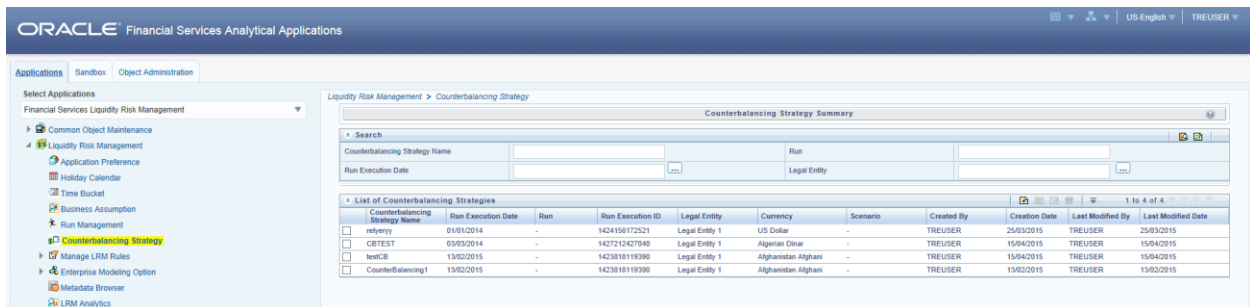 ORACLE Financial Services Analytical Applications
US-English TREUSER
Applications Sandbox Object Administration
Select Applications
Financial Services Liquidity Risk Management
Common Object Maintenance
Liquidity Risk Management
Application Preference
Holiday Calendar
Time Bucket
Business Assumption
Run Management
Counterbalancing Strategy
Manage LRM Rules
Enterprise Modeling Option
Metadata Browser
LRM Analytics
Liquidity Risk Management > Counterbalancing Strategy
Counterbalancing Strategy Summary
Search
Counterbalancing Strategy Name Run
Run Execution Date ... Legal Entity ...
List of Counterbalancing Strategies 1 to 4 of 4
Counterbalancing Strategy Name Run Execution Date Run Run Execution ID Legal Entity Currency Scenario Created By Creation Date Last Modified By Last Modified Date
relyeryy 01/01/2014 - 1424156172521 Legal Entity 1 US Dollar - TREUSER 25/03/2015 TREUSER 25/03/2015
CBTEST 03/03/2014 - 1427212427040 Legal Entity 1 Algerian Dinar - TREUSER 15/04/2015 TREUSER 15/04/2015
testCB 13/02/2015 - 1423818119390 Legal Entity 1 Afghanistan Afghani - TREUSER 15/04/2015 TREUSER 15/04/2015
CounterBalancing1 13/02/2015 - 1423818119390 Legal Entity 1 Afghanistan Afghani - TREUSER 13/02/2015 TREUSER 13/02/2015